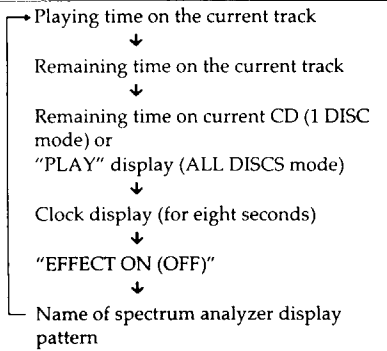 Playing time on the current track
Remaining time on the current track
Remaining time on current CD (1 DISC
mode) or
"PLAY" display (ALL DISCS mode)
Clock display (for eight seconds)
"EFFECT ON (OFF)"
Name of spectrum analyzer display
pattern